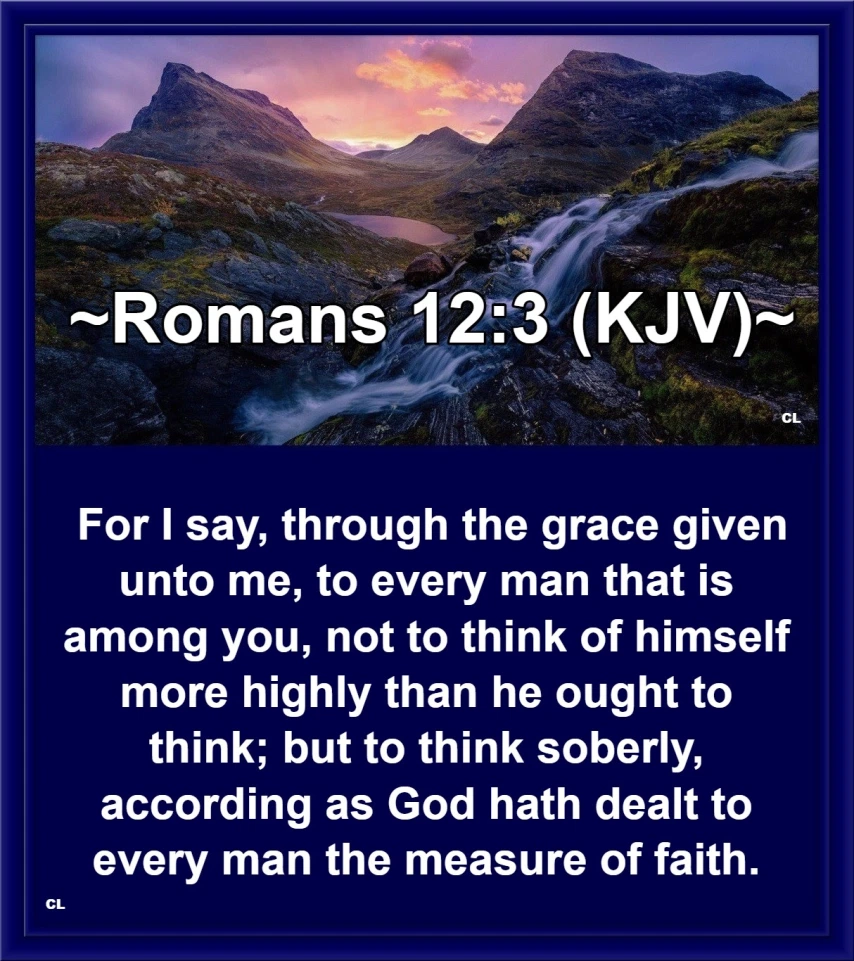 ~Romans 12:3 (KJV)~
CL
For I say, through the grace given
unto me, to every man that is
among you, not to think of himself
more highly than he ought to
think; but to think soberly,
according as God hath dealt to
every man the measure of faith.
CL